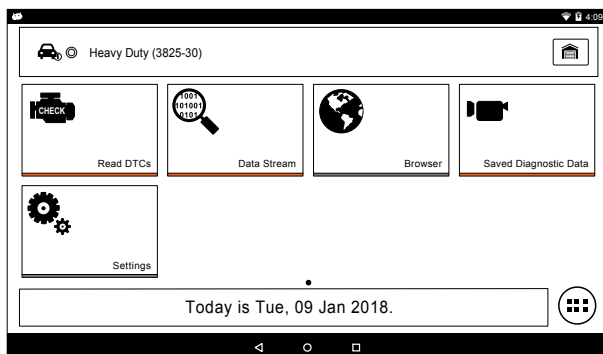 4:09
Heavy Duty (3825-30)
CHECK
Read DTCs
1001
101001
0101
Data Stream
Browser
Saved Diagnostic Data
Settings
Today is Tue, 09 Jan 2018.